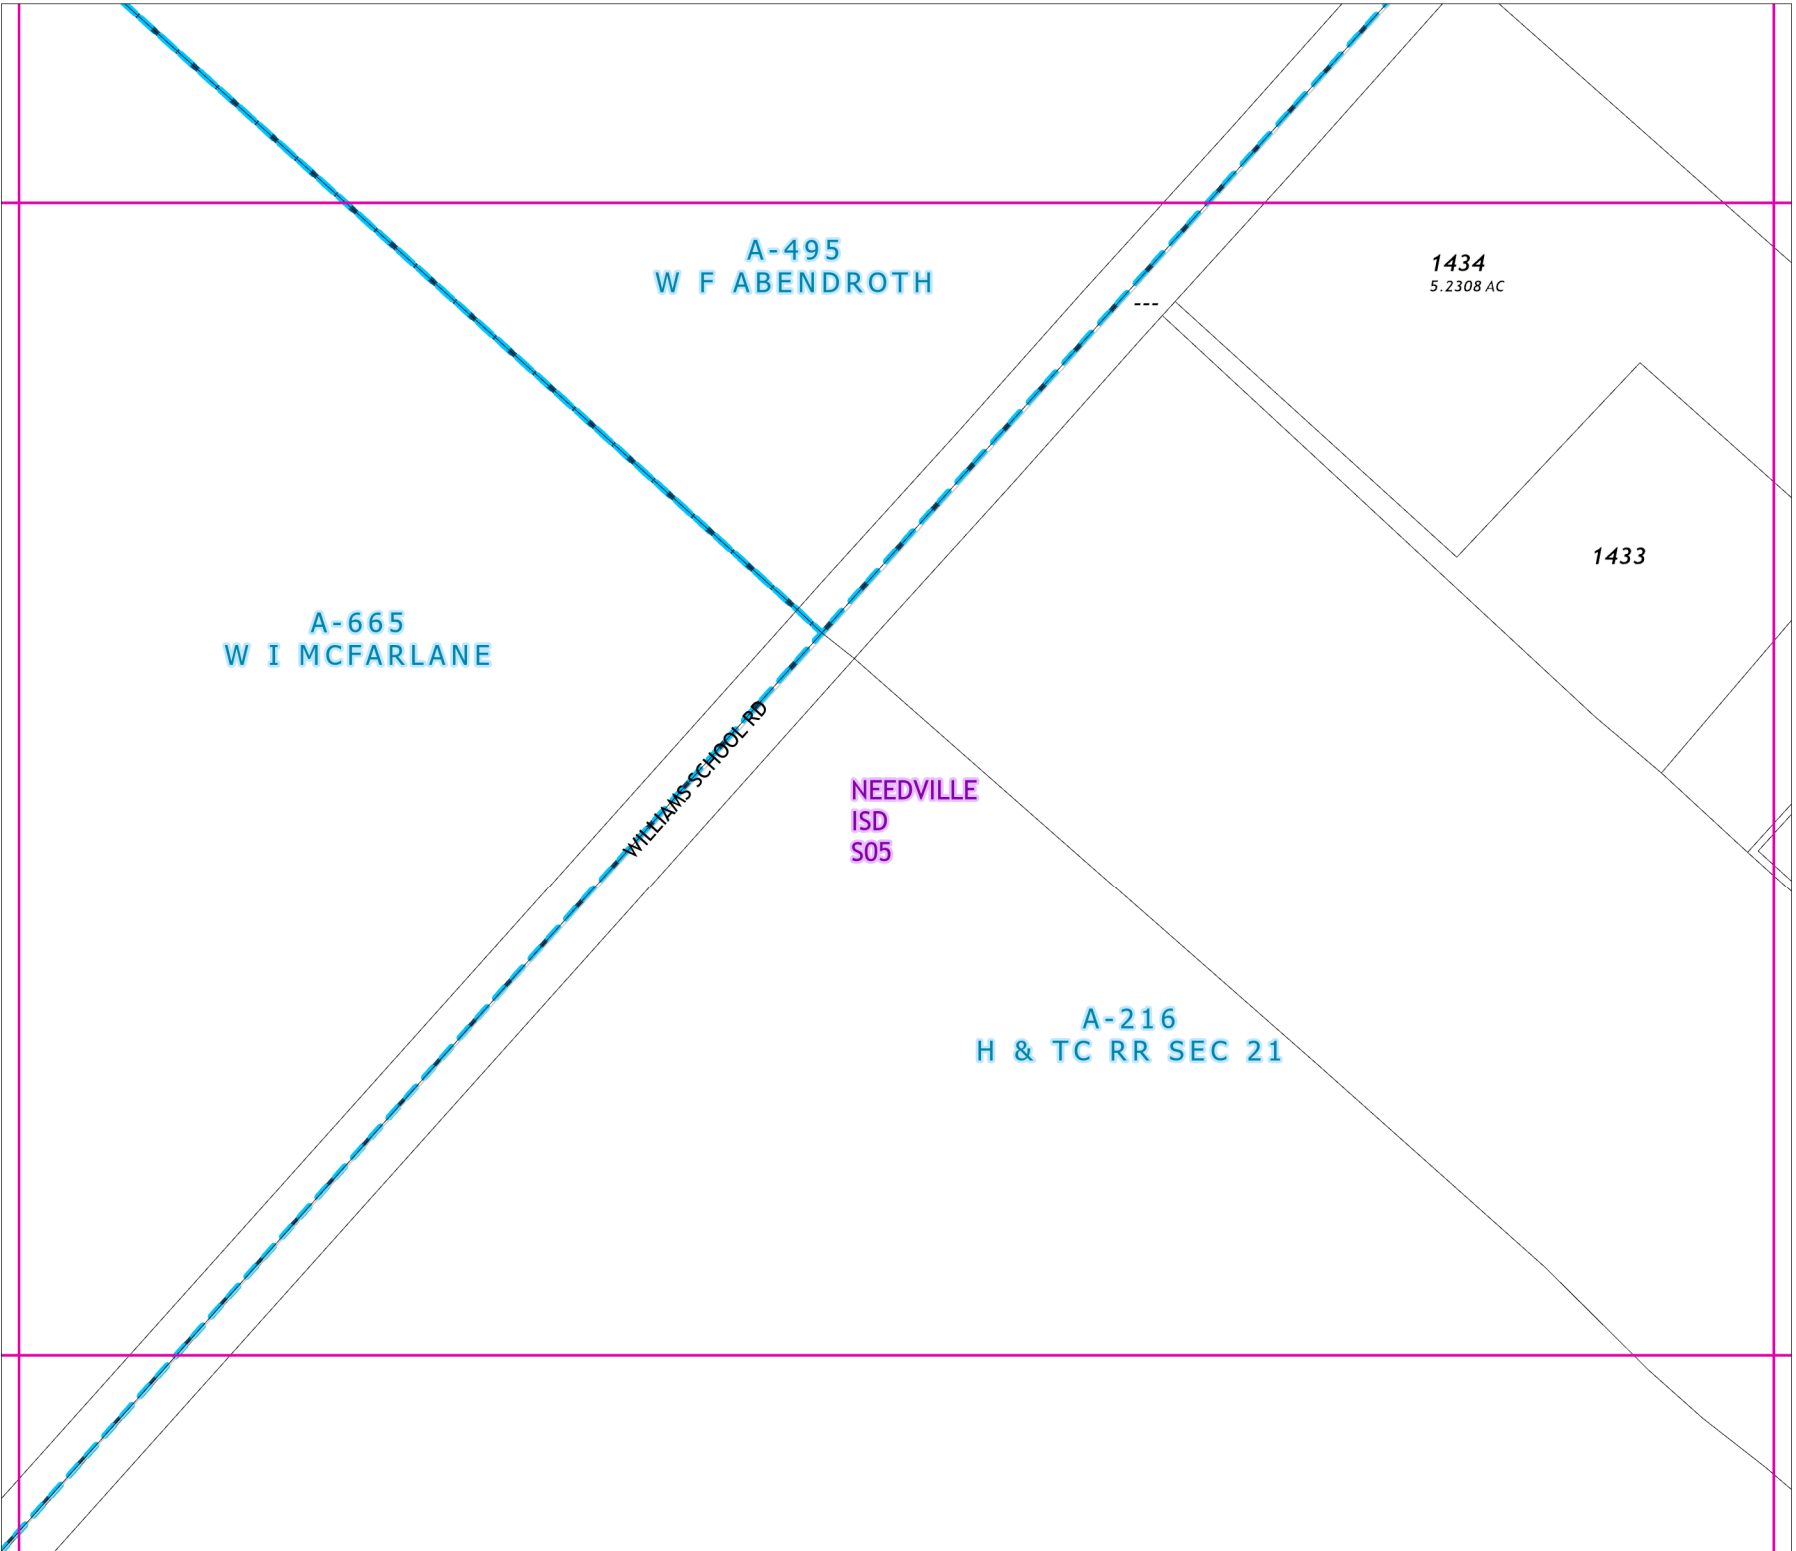 A-495
W F ABENDROTH
1434
5.2308 AC
---
1433
A-665
W I MCFARLANE
WILLIAMS SCHOOL RD
NEEDVILLE
ISD
S05
A-216
H & TC RR SEC 21